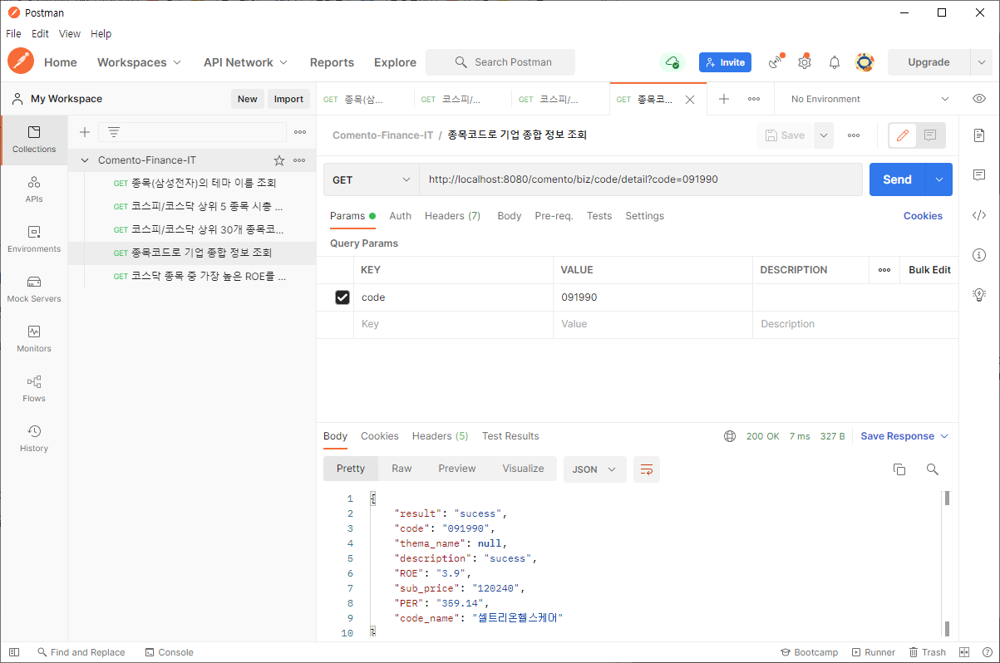 Postman
File Edit View Help
Home Workspaces API Network Reports Explore Search Postman Invite Upgrade
My Workspace New Import
GET 종목(삼... GET 코스피/... GET 코스피/... GET 종목코... No Environment
Collections
APIs
Environments
Mock Servers
Monitors
Flows
History
Comento-Finance-IT
GET 종목(삼성전자)의 테마 이름 조회
GET 코스피/코스닥 상위 5 종목 시총 ...
GET 코스피/코스닥 상위 30개 종목코...
GET 종목코드로 기업 종합 정보 조회
GET 코스닥 종목 중 가장 높은 ROE를 ...
Comento-Finance-IT / 종목코드로 기업 종합 정보 조회 Save
GET http://localhost:8080/comento/biz/code/detail?code=091990 Send
Params Auth Headers (7) Body Pre-req. Tests Settings Cookies
Query Params
KEY VALUE DESCRIPTION Bulk Edit
code 091990
Key Value Description
Body Cookies Headers (5) Test Results 200 OK 7 ms 327 B Save Response
Pretty Raw Preview Visualize JSON
1 {
2 "result": "sucess",
3 "code": "091990",
4 "thema_name": null,
5 "description": "sucess",
6 "ROE": "3.9",
7 "sub_price": "120240",
8 "PER": "359.14",
9 "code_name": "셀트리온헬스케어"
10 }
Find and Replace Console Bootcamp Runner Trash